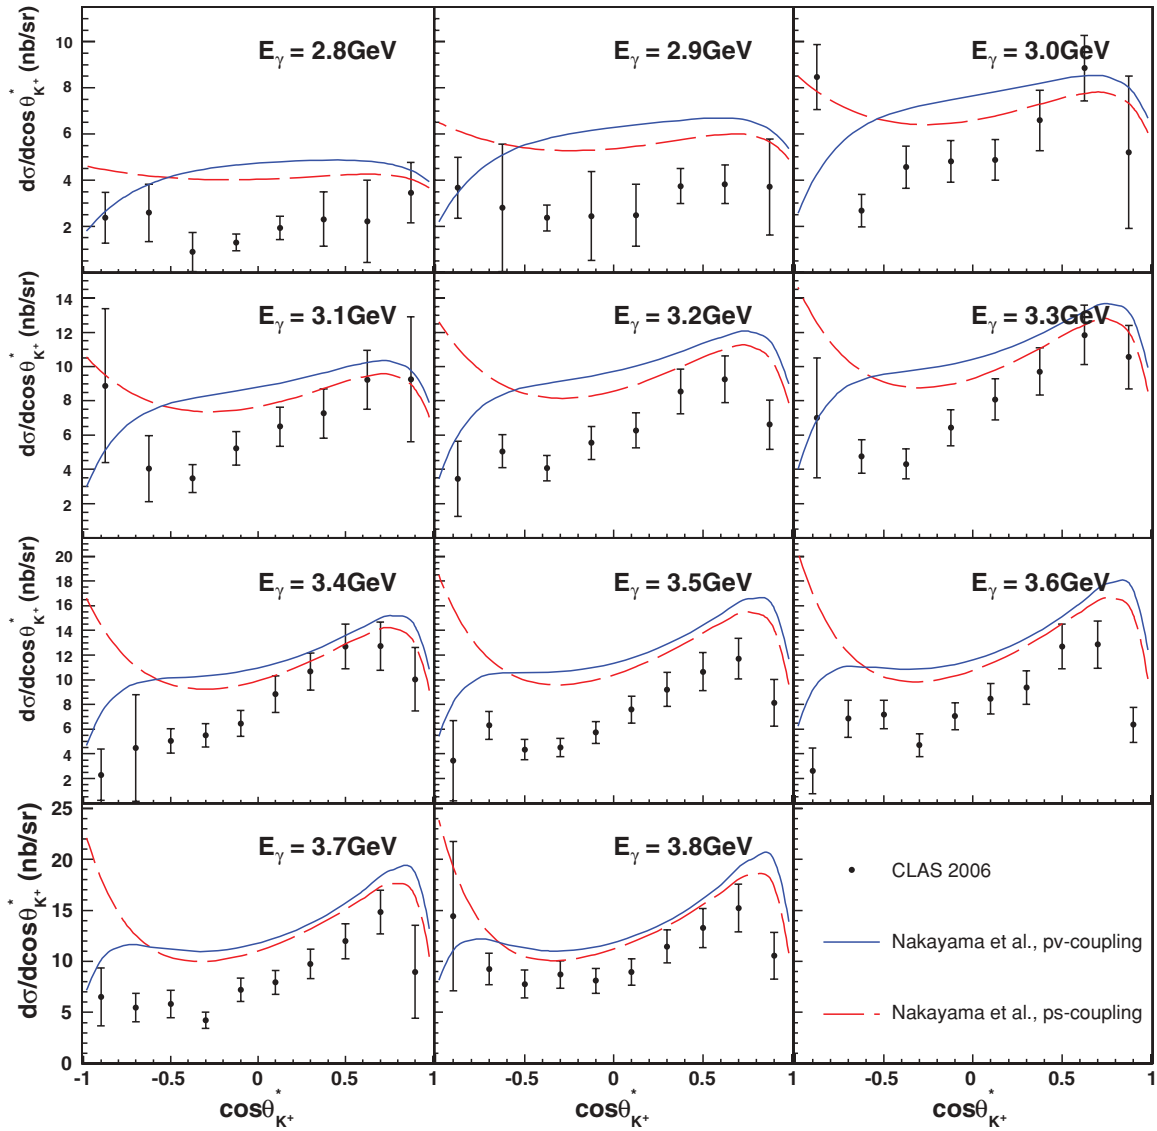 dσ/dcosθ*K+ (nb/sr)
10
8
6
4
2
Eγ = 2.8GeV
Eγ = 2.9GeV
Eγ = 3.0GeV
dσ/dcosθ*K+ (nb/sr)
14
12
10
8
6
4
2
Eγ = 3.1GeV
Eγ = 3.2GeV
Eγ = 3.3GeV
dσ/dcosθ*K+ (nb/sr)
20
18
16
14
12
10
8
6
4
2
Eγ = 3.4GeV
Eγ = 3.5GeV
Eγ = 3.6GeV
dσ/dcosθ*K+ (nb/sr)
25
20
15
10
5
0
Eγ = 3.7GeV
Eγ = 3.8GeV
CLAS 2006
Nakayama et al., pv-coupling
Nakayama et al., ps-coupling
-1 -0.5 0 0.5 1 -0.5 0 0.5 1 -0.5 0 0.5 1
cosθ*K+ cosθ*K+